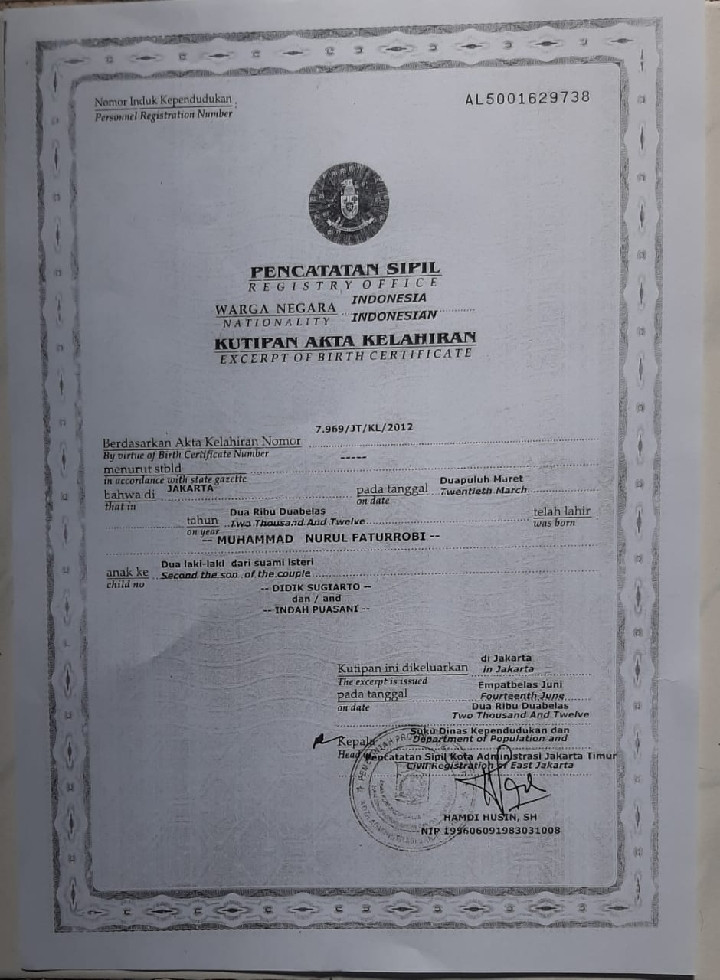 Nomor Induk Kependudukan
AL5001629738
Personnel Registration Number
PENCATATAN SIPIL
REGISTRY OFFICE
WARGA NEGARA INDONESIA
NATIONALITY INDONESIAN
KUTIPAN AKTA KELAHIRAN
EXCERPT OF BIRTH CERTIFICATE
7.969/JT/KL/2012
Berdasarkan Akta Kelahiran Nomor
By virtue of Birth Certificate Number
-----
menurut stbld
in accordance with state gazette
bahwa di JAKARTA pada tanggal Duapuluh Maret
that in on date Twentieth March
tahun Dua Ribu Duabelas telah lahir
on year Two Thousand And Twelve was born
-- MUHAMMAD NURUL FATURROBI --
anak ke Dua laki-laki dari suami isteri
child no Second the son of the couple
-- DIDIK SUGIARTO --
dan / and
-- INDAH PUASANI --
Kutipan ini dikeluarkan di Jakarta
The excerpt is issued in Jakarta
pada tanggal Empatbelas Juni
on date Fourteenth June
Dua Ribu Duabelas
Two Thousand And Twelve
Kepala Suku Dinas Kependudukan dan
Head Department of Population and
Pencatatan Sipil Kota Administrasi Jakarta Timur
Civil Registration of East Jakarta
HAMDI HUSIN, SH
NIP 195606091983031008